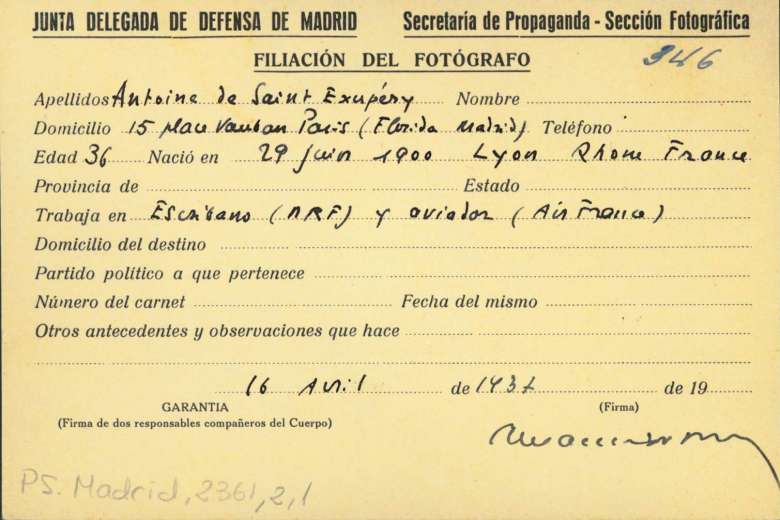 JUNTA DELEGADA DE DEFENSA DE MADRID Secretaría de Propaganda - Sección Fotográfica
946
FILIACIÓN DEL FOTÓGRAFO
Apellidos Antoine de Saint Exupéry Nombre
Domicilio 15 place Vauban Paris (Florida Madrid) Teléfono
Edad 36 Nació en 29 juin 1900 Lyon Rhone France
Provincia de Estado
Trabaja en Escribano (NRF) y aviador (Air France)
Domicilio del destino
Partido político a que pertenece
Número del carnet Fecha del mismo
Otros antecedentes y observaciones que hace
16 Avril de 1937 de 19
GARANTIA (Firma)
(Firma de dos responsables compañeros del Cuerpo)
PS. Madrid, 2361, 2, 1